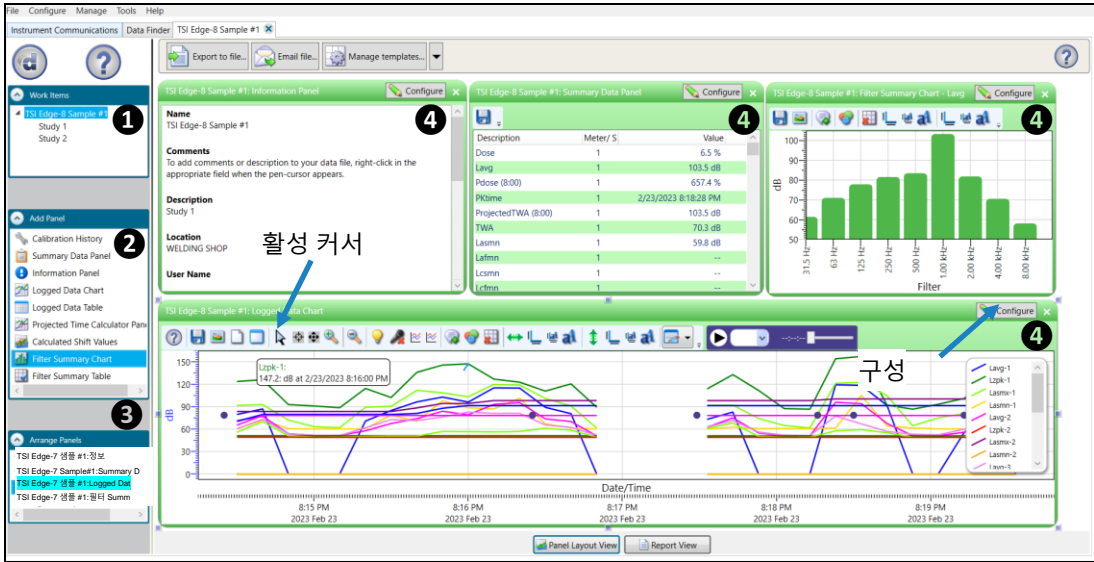 File Configure Manage Tools Help
Instrument Communications Data Finder TSI Edge-8 Sample #1
Export to file... Email file... Manage templates...
Work Items
TSI Edge-8 Sample #1
Study 1
Study 2
1
Add Panel
Calibration History
Summary Data Panel
Information Panel
Logged Data Chart
Logged Data Table
Projected Time Calculator Pane
Calculated Shift Values
Filter Summary Chart
Filter Summary Table
2
3
Arrange Panels
TSI Edge-7 샘플 #1:정보
TSI Edge-7 Sample#1:Summary D
TSI Edge-7 샘플 #1:Logged Dat
TSI Edge-7 샘플 #1:필터 Summ
TSI Edge-8 Sample #1: Information Panel Configure
4
Name
TSI Edge-8 Sample #1
Comments
To add comments or description to your data file, right-click in the
appropriate field when the pen-cursor appears.
Description
Study 1
Location
WELDING SHOP
User Name
활성 커서
TSI Edge-8 Sample #1: Summary Data Panel Configure
4
Description Meter/ S Value
Dose 1 6.5 %
Lavg 1 103.5 dB
Pdose (8:00) 1 657.4 %
PKtime 1 2/23/2023 8:18:28 PM
ProjectedTWA (8:00) 1 103.5 dB
TWA 1 70.3 dB
Lasmn 1 59.8 dB
Lafmn 1 --
Lcsmn 1 --
Lcfmn 1 --
TSI Edge-8 Sample #1: Filter Summary Chart - Lavg Configure
4
dB
100
90
80
70
60
50
31.5 Hz
63 Hz
125 Hz
250 Hz
500 Hz
1.00 kHz
2.00 kHz
4.00 kHz
8.00 kHz
Filter
TSI Edge-8 Sample #1: Logged Data Chart Configure
4
구성
Lzpk-1:
147.2: dB at 2/23/2023 8:16:00 PM
dB
150
120
90
60
30
0
Lavg-1
Lzpk-1
Lasmx-1
Lasmn-1
Lavg-2
Lzpk-2
Lasmx-2
Lasmn-2
Lavg-3
Date/Time
8:15 PM 8:16 PM 8:17 PM 8:18 PM 8:19 PM
2023 Feb 23 2023 Feb 23 2023 Feb 23 2023 Feb 23 2023 Feb 23
Panel Layout View Report View